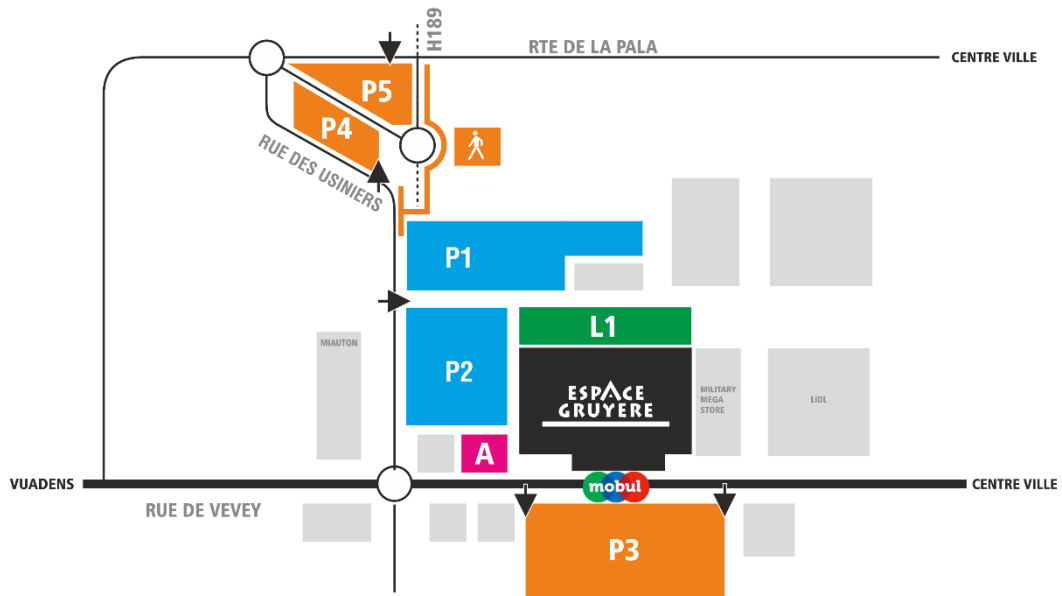 H189
RTE DE LA PALA
CENTRE VILLE
P5
P4
RUE DES USINIERS
P1
L1
MIAUTON
P2
ESPACE
GRUYERE
MILITARY
MEGA
STORE
LIDL
A
VUADENS
mobul
CENTRE VILLE
RUE DE VEVEY
P3